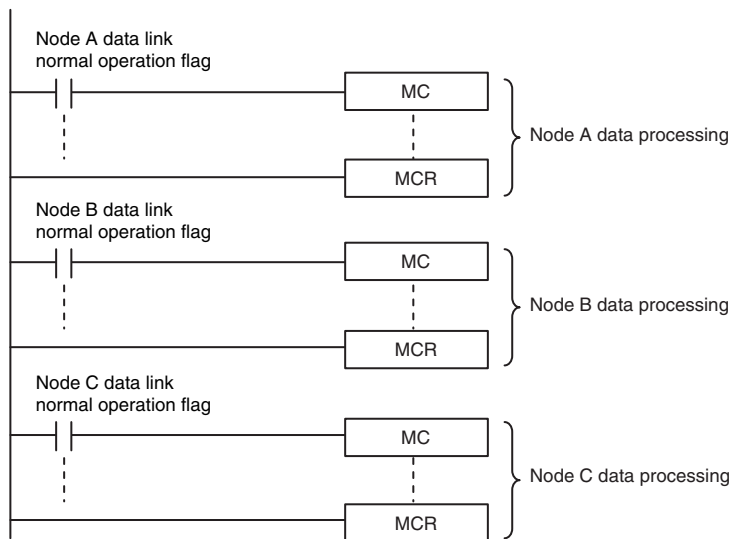 Node A data link
normal operation flag
MC
Node A data processing
MCR
Node B data link
normal operation flag
MC
Node B data processing
MCR
Node C data link
normal operation flag
MC
Node C data processing
MCR